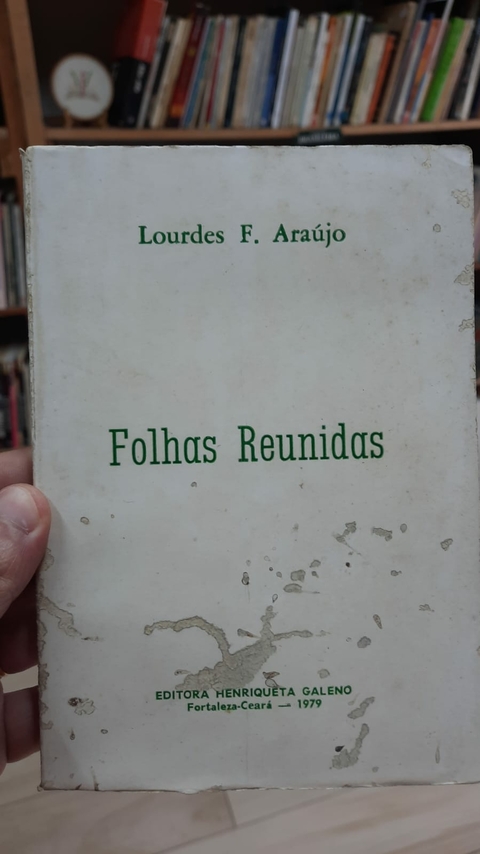 Lourdes F. Araújo
Folhas Reunidas
EDITORA HENRIQUETA GALENO
Fortaleza-Ceará — 1979